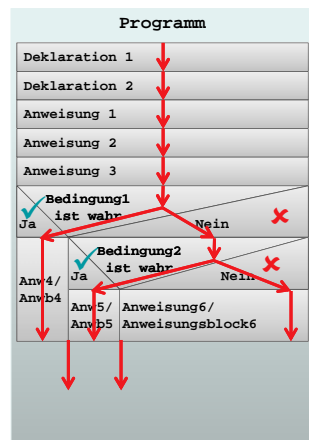 Programm
Deklaration 1
Deklaration 2
Anweisung 1
Anweisung 2
Anweisung 3
Bedingung1
ist wahr
Ja
Nein
Bedingung2
ist wahr
Ja
Nein
Anw4/
Anwb4
Anw5/
Anwb5
Anweisung6/
Anweisungsblock6